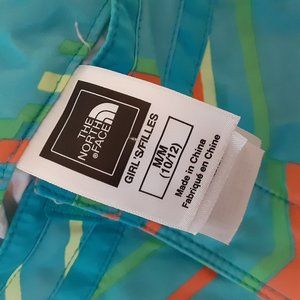 THE
NORTH
FACE
®
GIRL'S/FILLES
M/M
(10/12)
Made in China
Fabriqué en Chine